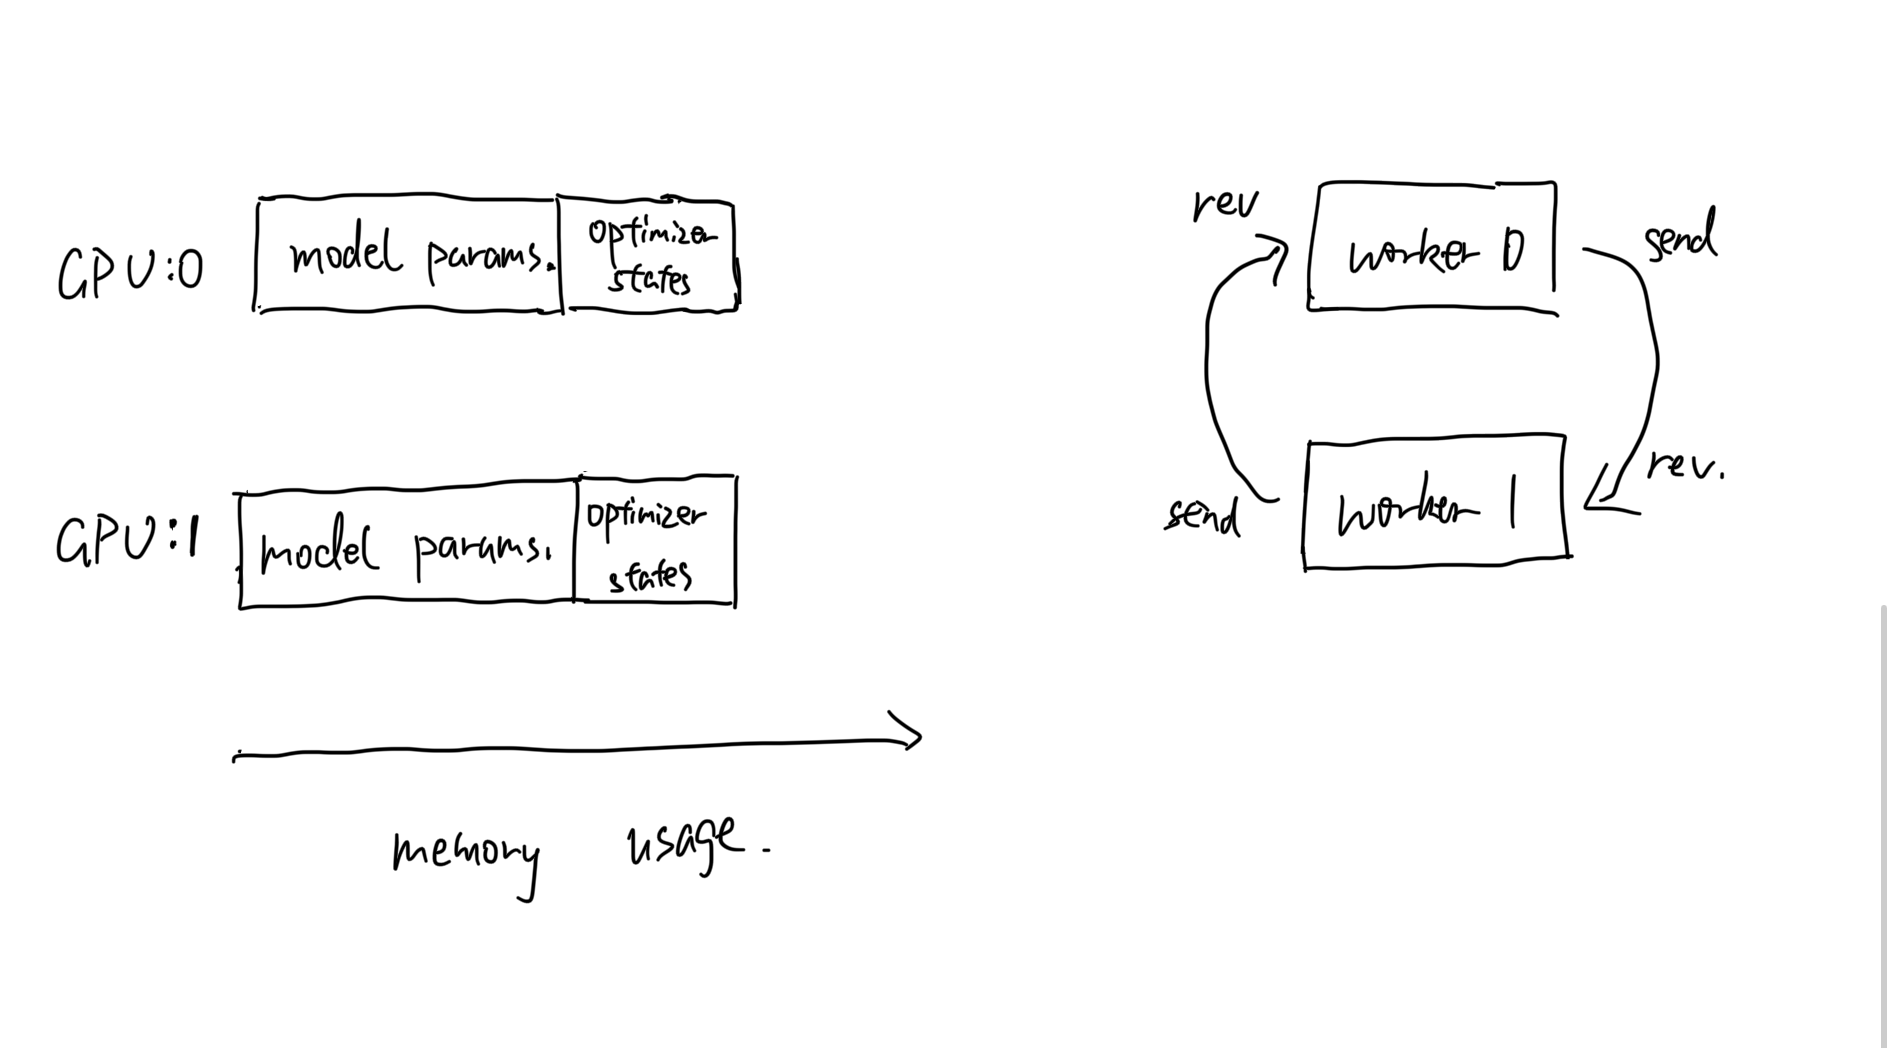 GPU:0
model params.
optimizer
states
GPU:1
model params.
optimizer
states
memory usage.
rev
worker 0
send
send
worker 1
rev.